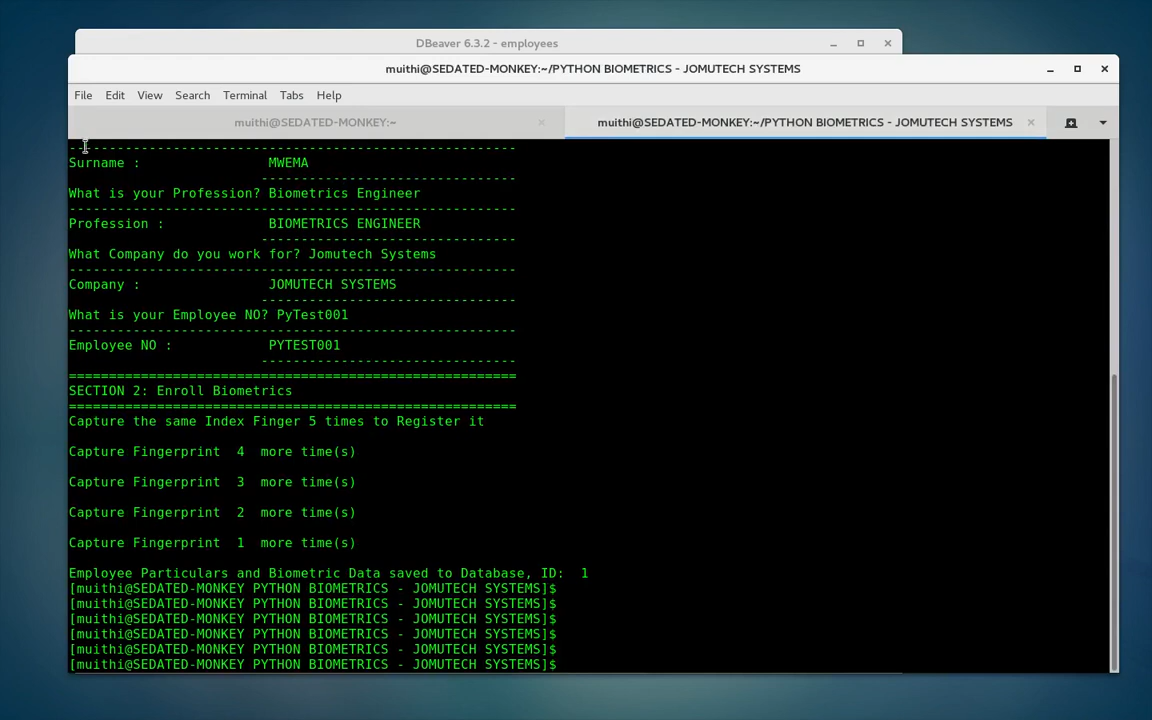 DBeaver 6.3.2 - employees
muithi@SEDATED-MONKEY:~/PYTHON BIOMETRICS - JOMUTECH SYSTEMS
File Edit View Search Terminal Tabs Help
muithi@SEDATED-MONKEY:~ muithi@SEDATED-MONKEY:~/PYTHON BIOMETRICS - JOMUTECH SYSTEMS
--------------------------------------------------------
Surname : MWEMA
--------------------------------
What is your Profession? Biometrics Engineer
--------------------------------------------------------
Profession : BIOMETRICS ENGINEER
--------------------------------
What Company do you work for? Jomutech Systems
--------------------------------------------------------
Company : JOMUTECH SYSTEMS
--------------------------------
What is your Employee NO? PyTest001
--------------------------------------------------------
Employee NO : PYTEST001
--------------------------------
========================================================
SECTION 2: Enroll Biometrics
========================================================
Capture the same Index Finger 5 times to Register it
Capture Fingerprint 4 more time(s)
Capture Fingerprint 3 more time(s)
Capture Fingerprint 2 more time(s)
Capture Fingerprint 1 more time(s)
Employee Particulars and Biometric Data saved to Database, ID: 1
[muithi@SEDATED-MONKEY PYTHON BIOMETRICS - JOMUTECH SYSTEMS]$
[muithi@SEDATED-MONKEY PYTHON BIOMETRICS - JOMUTECH SYSTEMS]$
[muithi@SEDATED-MONKEY PYTHON BIOMETRICS - JOMUTECH SYSTEMS]$
[muithi@SEDATED-MONKEY PYTHON BIOMETRICS - JOMUTECH SYSTEMS]$
[muithi@SEDATED-MONKEY PYTHON BIOMETRICS - JOMUTECH SYSTEMS]$
[muithi@SEDATED-MONKEY PYTHON BIOMETRICS - JOMUTECH SYSTEMS]$